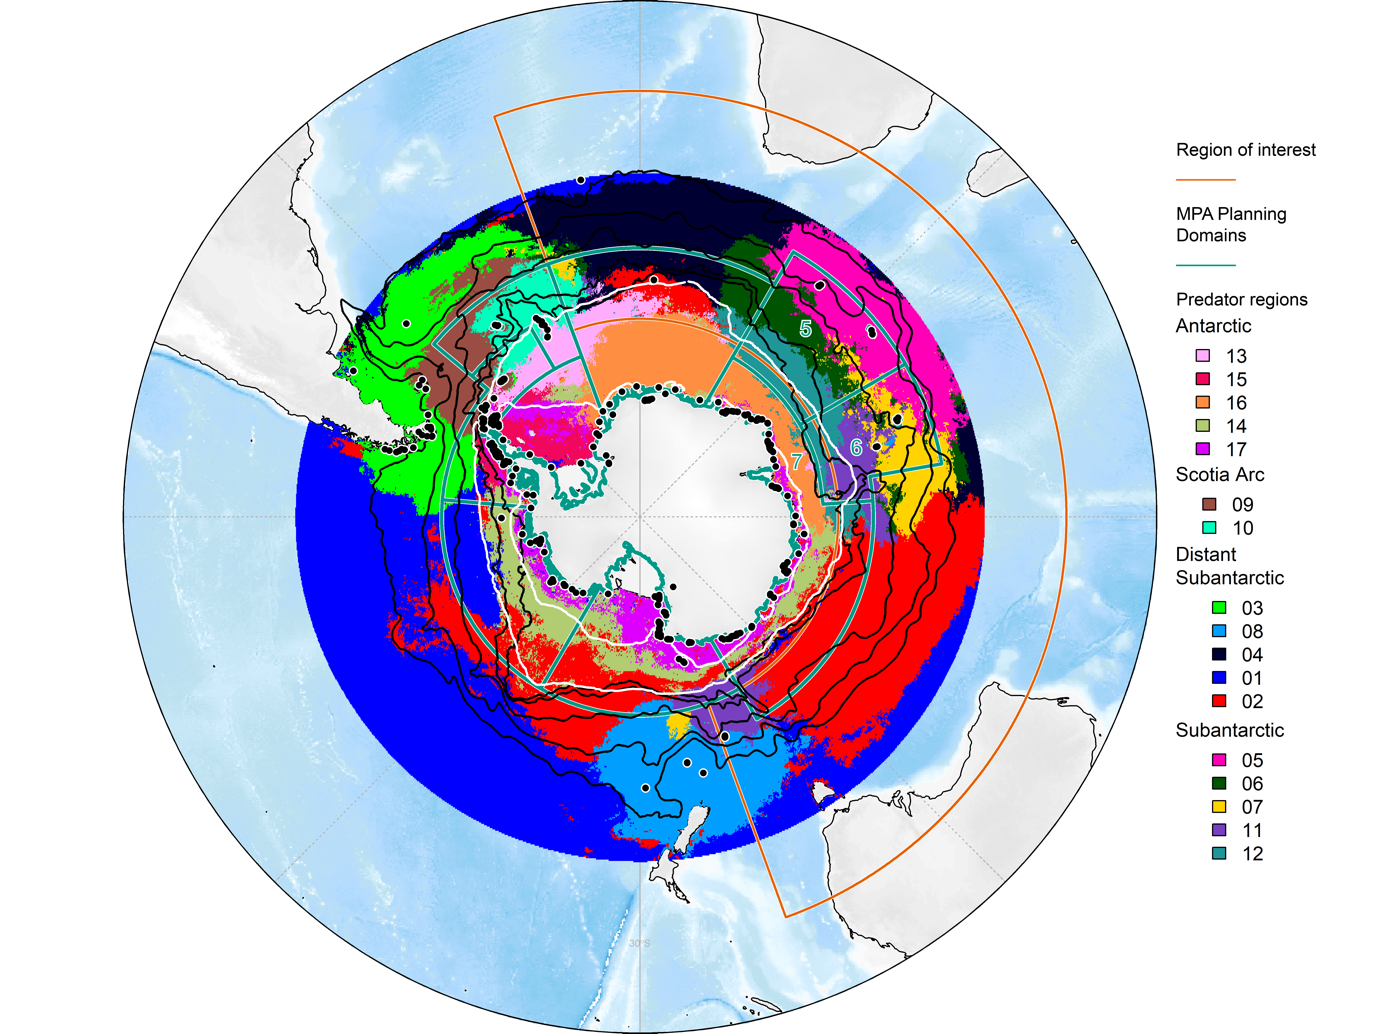 5
6
7
30°S
Region of interest
MPA Planning
Domains
Predator regions
Antarctic
13
15
16
14
17
Scotia Arc
09
10
Distant
Subantarctic
03
08
04
01
02
Subantarctic
05
06
07
11
12